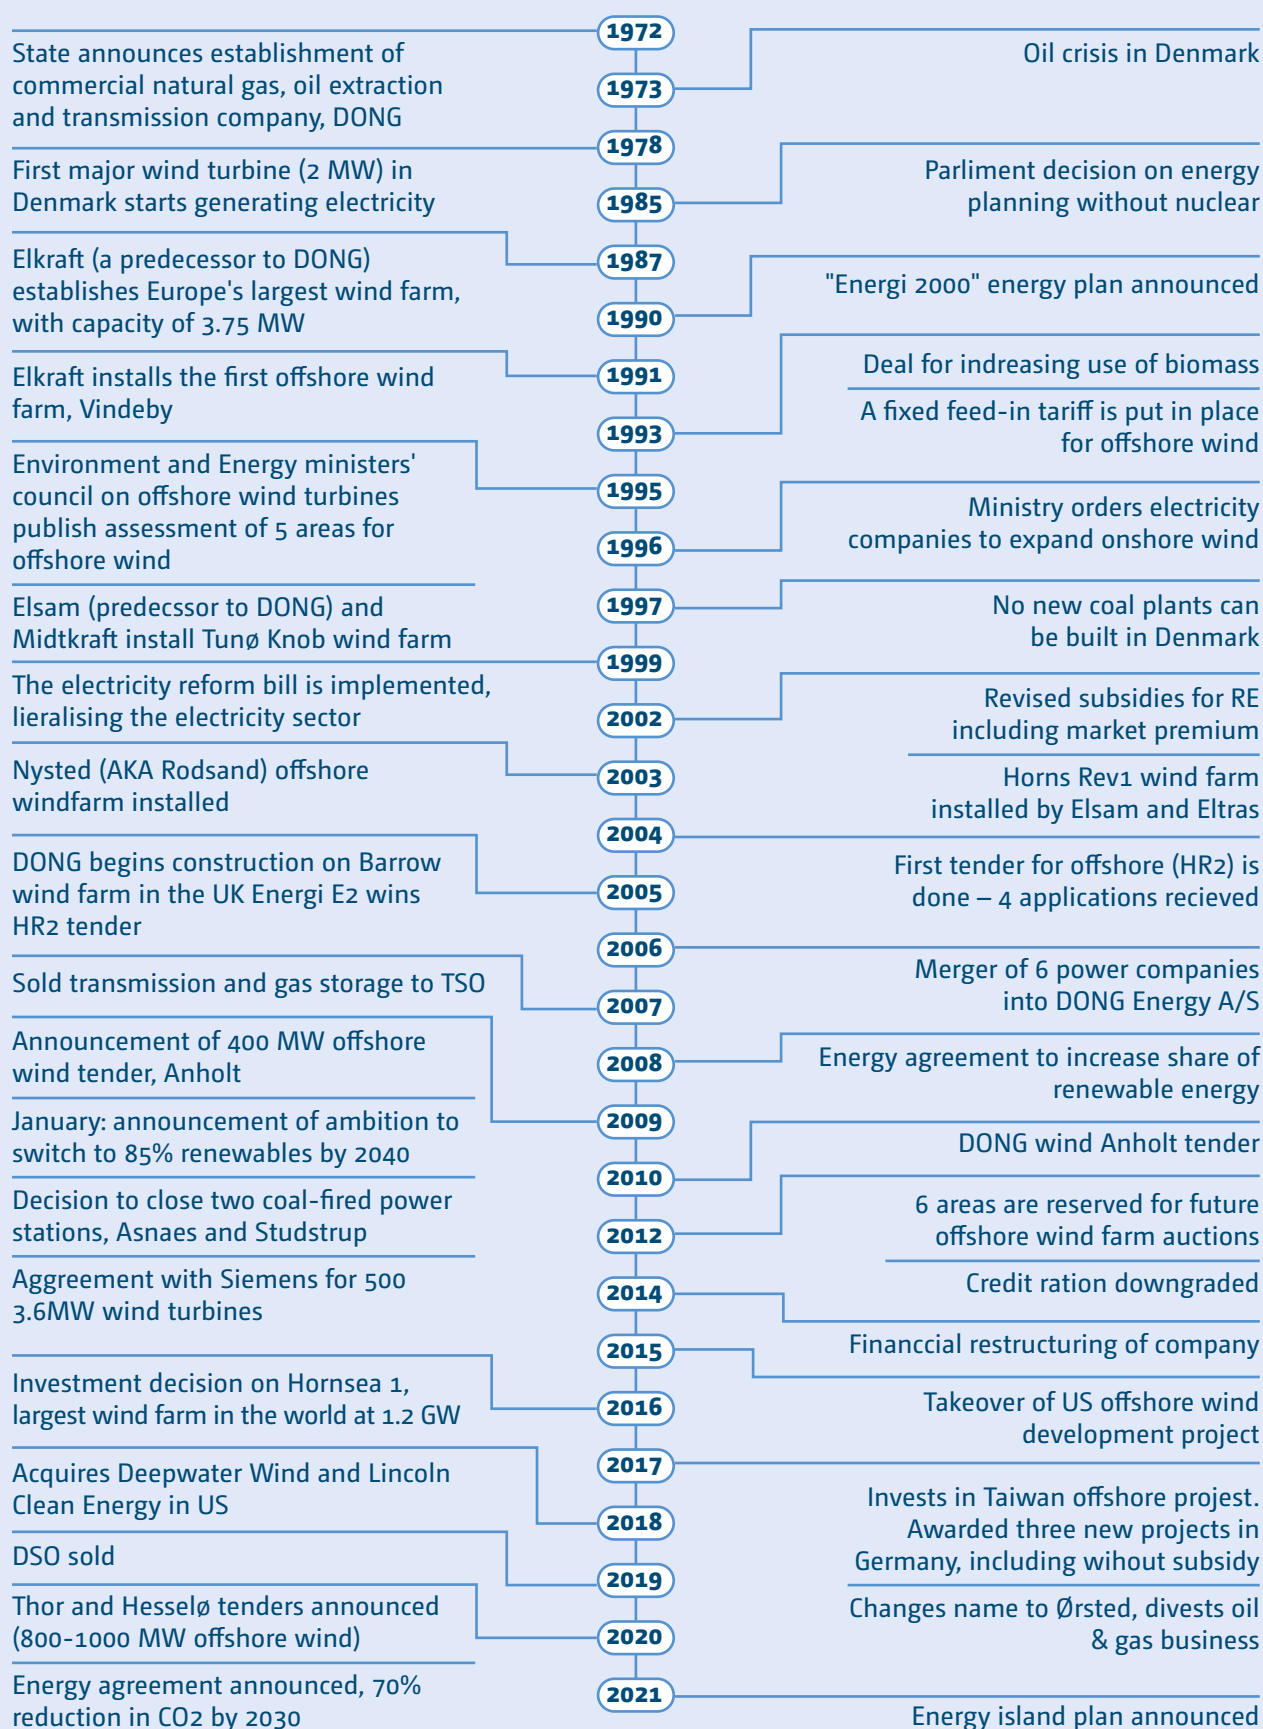 1972
State announces establishment of
commercial natural gas, oil extraction
and transmission company, DONG
1973
Oil crisis in Denmark
1978
First major wind turbine (2 MW) in
Denmark starts generating electricity
1985
Parliment decision on energy
planning without nuclear
1987
Elkraft (a predecessor to DONG)
establishes Europe's largest wind farm,
with capacity of 3.75 MW
1990
"Energi 2000" energy plan announced
1991
Elkraft installs the first offshore wind
farm, Vindeby
1993
Deal for indreasing use of biomass
A fixed feed-in tariff is put in place
for offshore wind
1995
Environment and Energy ministers'
council on offshore wind turbines
publish assessment of 5 areas for
offshore wind
Elsam (predecssor to DONG) and
Midtkraft install Tunø Knob wind farm
1996
Ministry orders electricity
companies to expand onshore wind
1997
No new coal plants can
be built in Denmark
1999
The electricity reform bill is implemented,
lieralising the electricity sector
2002
Revised subsidies for RE
including market premium
Horns Rev1 wind farm
installed by Elsam and Eltras
2003
Nysted (AKA Rodsand) offshore
windfarm installed
2004
First tender for offshore (HR2) is
done – 4 applications recieved
2005
DONG begins construction on Barrow
wind farm in the UK Energi E2 wins
HR2 tender
2006
Merger of 6 power companies
into DONG Energy A/S
2007
Sold transmission and gas storage to TSO
2008
Energy agreement to increase share of
renewable energy
2009
Announcement of 400 MW offshore
wind tender, Anholt
January: announcement of ambition to
switch to 85% renewables by 2040
Decision to close two coal-fired power
stations, Asnaes and Studstrup
Aggreement with Siemens for 500
3.6MW wind turbines
2010
DONG wind Anholt tender
2012
6 areas are reserved for future
offshore wind farm auctions
Credit ration downgraded
2014
Financcial restructuring of company
2015
Takeover of US offshore wind
development project
2016
Investment decision on Hornsea 1,
largest wind farm in the world at 1.2 GW
2017
Invests in Taiwan offshore projest.
Awarded three new projects in
Germany, including wihout subsidy
Changes name to Ørsted, divests oil
& gas business
2018
Acquires Deepwater Wind and Lincoln
Clean Energy in US
2019
DSO sold
2020
Thor and Hesselø tenders announced
(800-1000 MW offshore wind)
Energy agreement announced, 70%
reduction in CO2 by 2030
2021
Energy island plan announced